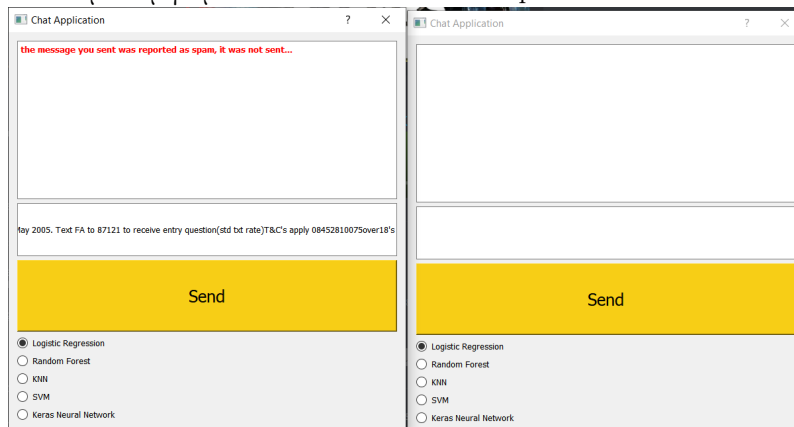 Chat Application ? ×
the message you sent was reported as spam, it was not sent...
May 2005. Text FA to 87121 to receive entry question(std txt rate)T&C's apply 08452810075over18's
Send
Logistic Regression
Random Forest
KNN
SVM
Keras Neural Network
Chat Application ? ×
Send
Logistic Regression
Random Forest
KNN
SVM
Keras Neural Network